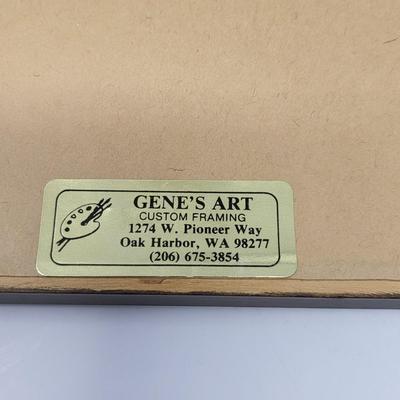 GENE'S ART
CUSTOM FRAMING
1274 W. Pioneer Way
Oak Harbor, WA 98277
(206) 675-3854